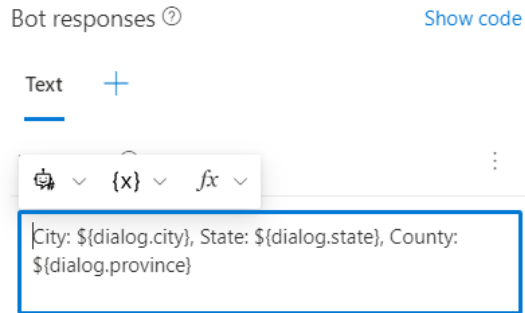 Bot responses ?
Show code
Text
{x}
fx
City: ${dialog.city}, State: ${dialog.state}, County:
${dialog.province}